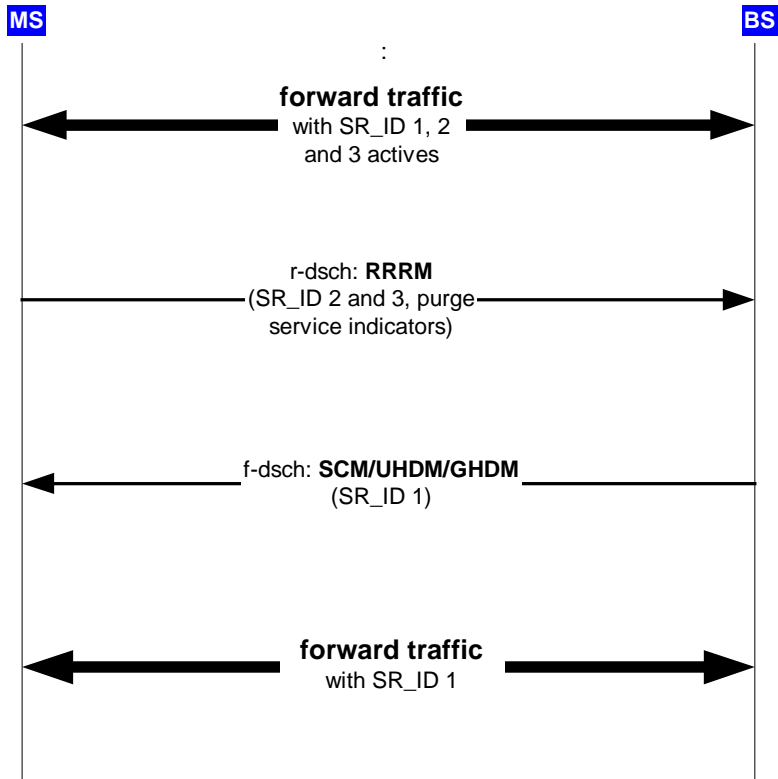 MS
BS
:
forward traffic
with SR_ID 1, 2
and 3 actives
r-dsch: RRRM
(SR_ID 2 and 3, purge
service indicators)
f-dsch: SCM/UHDM/GHDM
(SR_ID 1)
forward traffic
with SR_ID 1